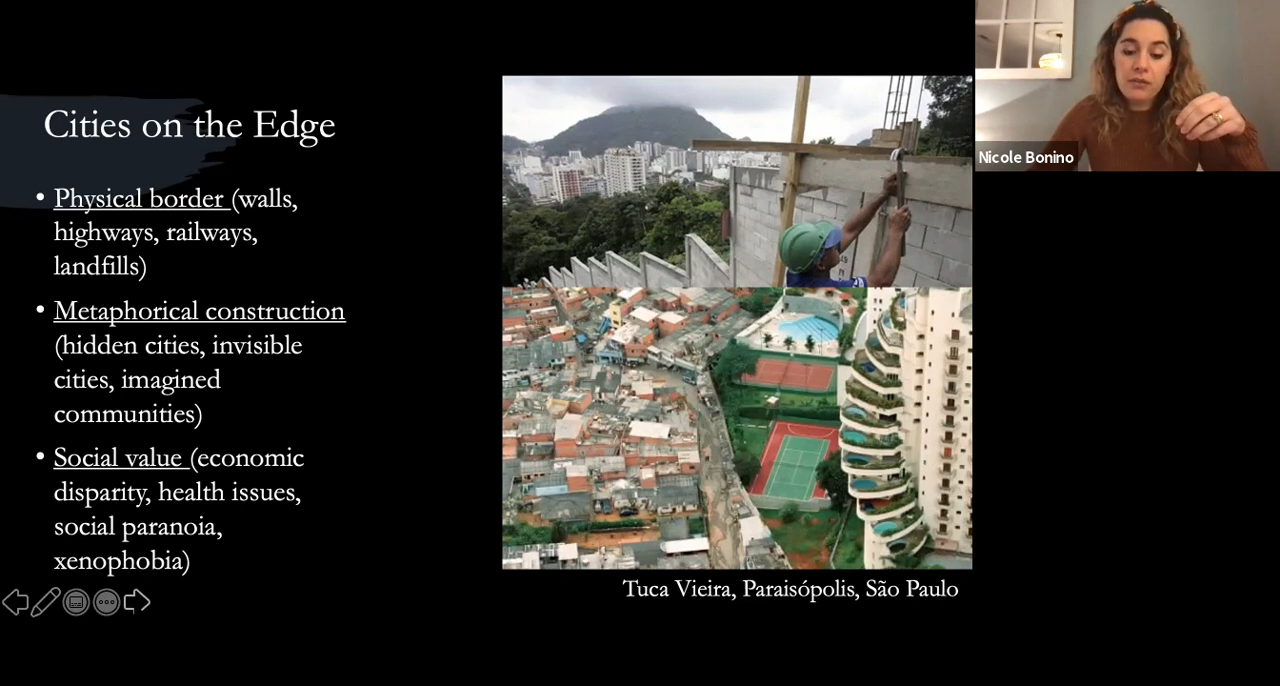 Cities on the Edge
• Physical border (walls,
highways, railways,
landfills)
• Metaphorical construction
(hidden cities, invisible
cities, imagined
communities)
• Social value (economic
disparity, health issues,
social paranoia,
xenophobia)
Tuca Vieira, Paraisópolis, São Paulo
Nicole Bonino